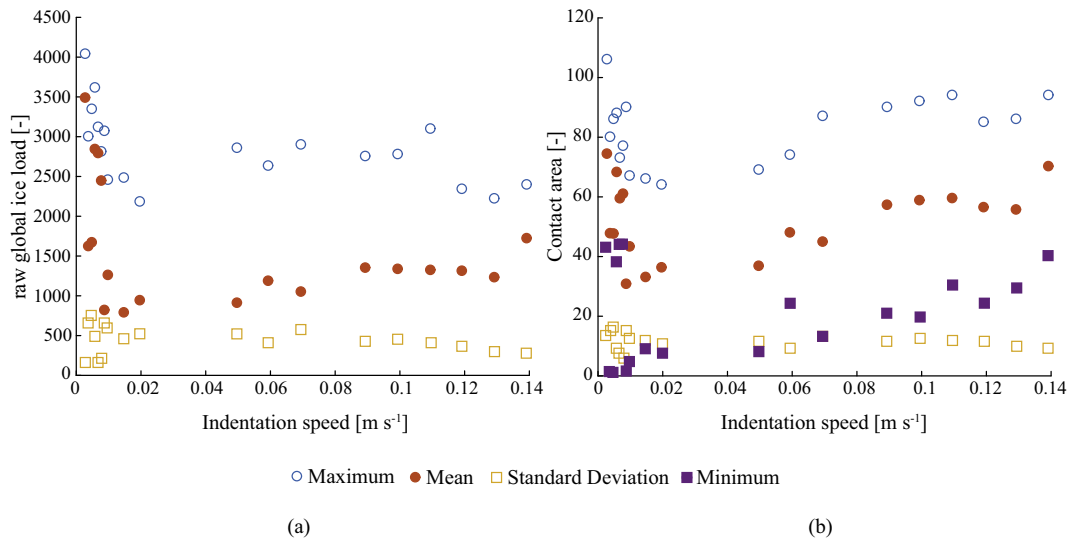 4500
4000
3500
3000
2500
2000
1500
1000
500
0
raw global ice load [-]
0 0.02 0.04 0.06 0.08 0.1 0.12 0.14
Indentation speed [m s-1]
120
100
80
60
40
20
0
Contact area [-]
0 0.02 0.04 0.06 0.08 0.1 0.12 0.14
Indentation speed [m s-1]
Maximum Mean Standard Deviation Minimum
(a) (b)